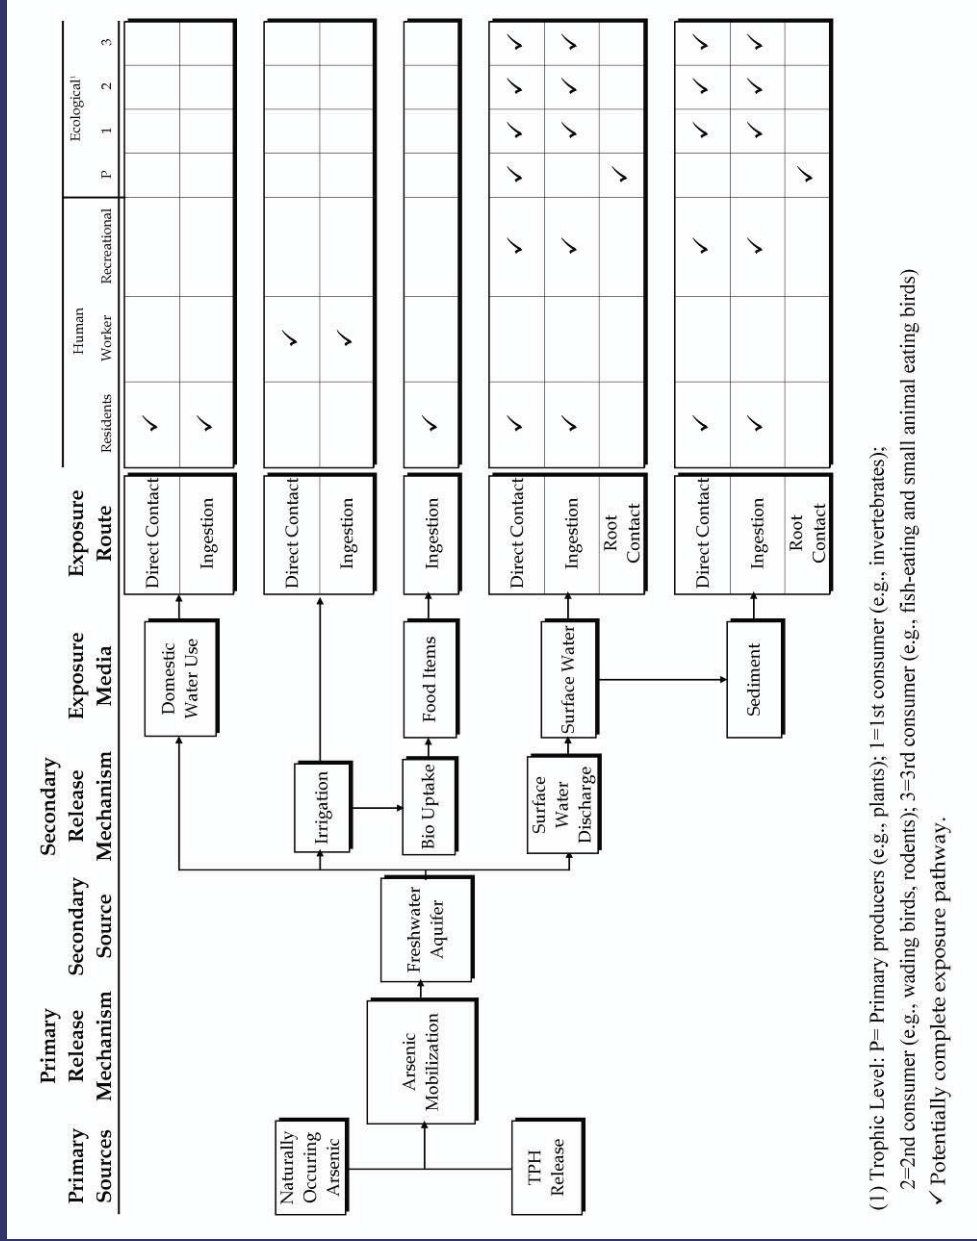 Primary
Sources
Primary
Release
Mechanism
Secondary
Source
Secondary
Release
Mechanism
Exposure
Media
Exposure
Route
Human
Ecological¹
Residents
Worker
Recreational
P
1
2
3
Naturally
Occuring
Arsenic
TPH
Release
Arsenic
Mobilization
Freshwater
Aquifer
Domestic
Water Use
Direct Contact
✓
Ingestion
✓
Irrigation
Direct Contact
✓
Ingestion
✓
Bio Uptake
Food Items
Ingestion
✓
Surface
Water
Discharge
Surface Water
Direct Contact
✓ ✓ ✓ ✓ ✓ ✓
Ingestion
✓ ✓ ✓ ✓ ✓
Root
Contact
✓
Sediment
Direct Contact
✓ ✓ ✓ ✓ ✓
Ingestion
✓ ✓ ✓ ✓ ✓
Root
Contact
✓
(1) Trophic Level: P= Primary producers (e.g., plants); 1=1st consumer (e.g., invertebrates);
2=2nd consumer (e.g., wading birds, rodents); 3=3rd consumer (e.g., fish-eating and small animal eating birds)
✓ Potentially complete exposure pathway.